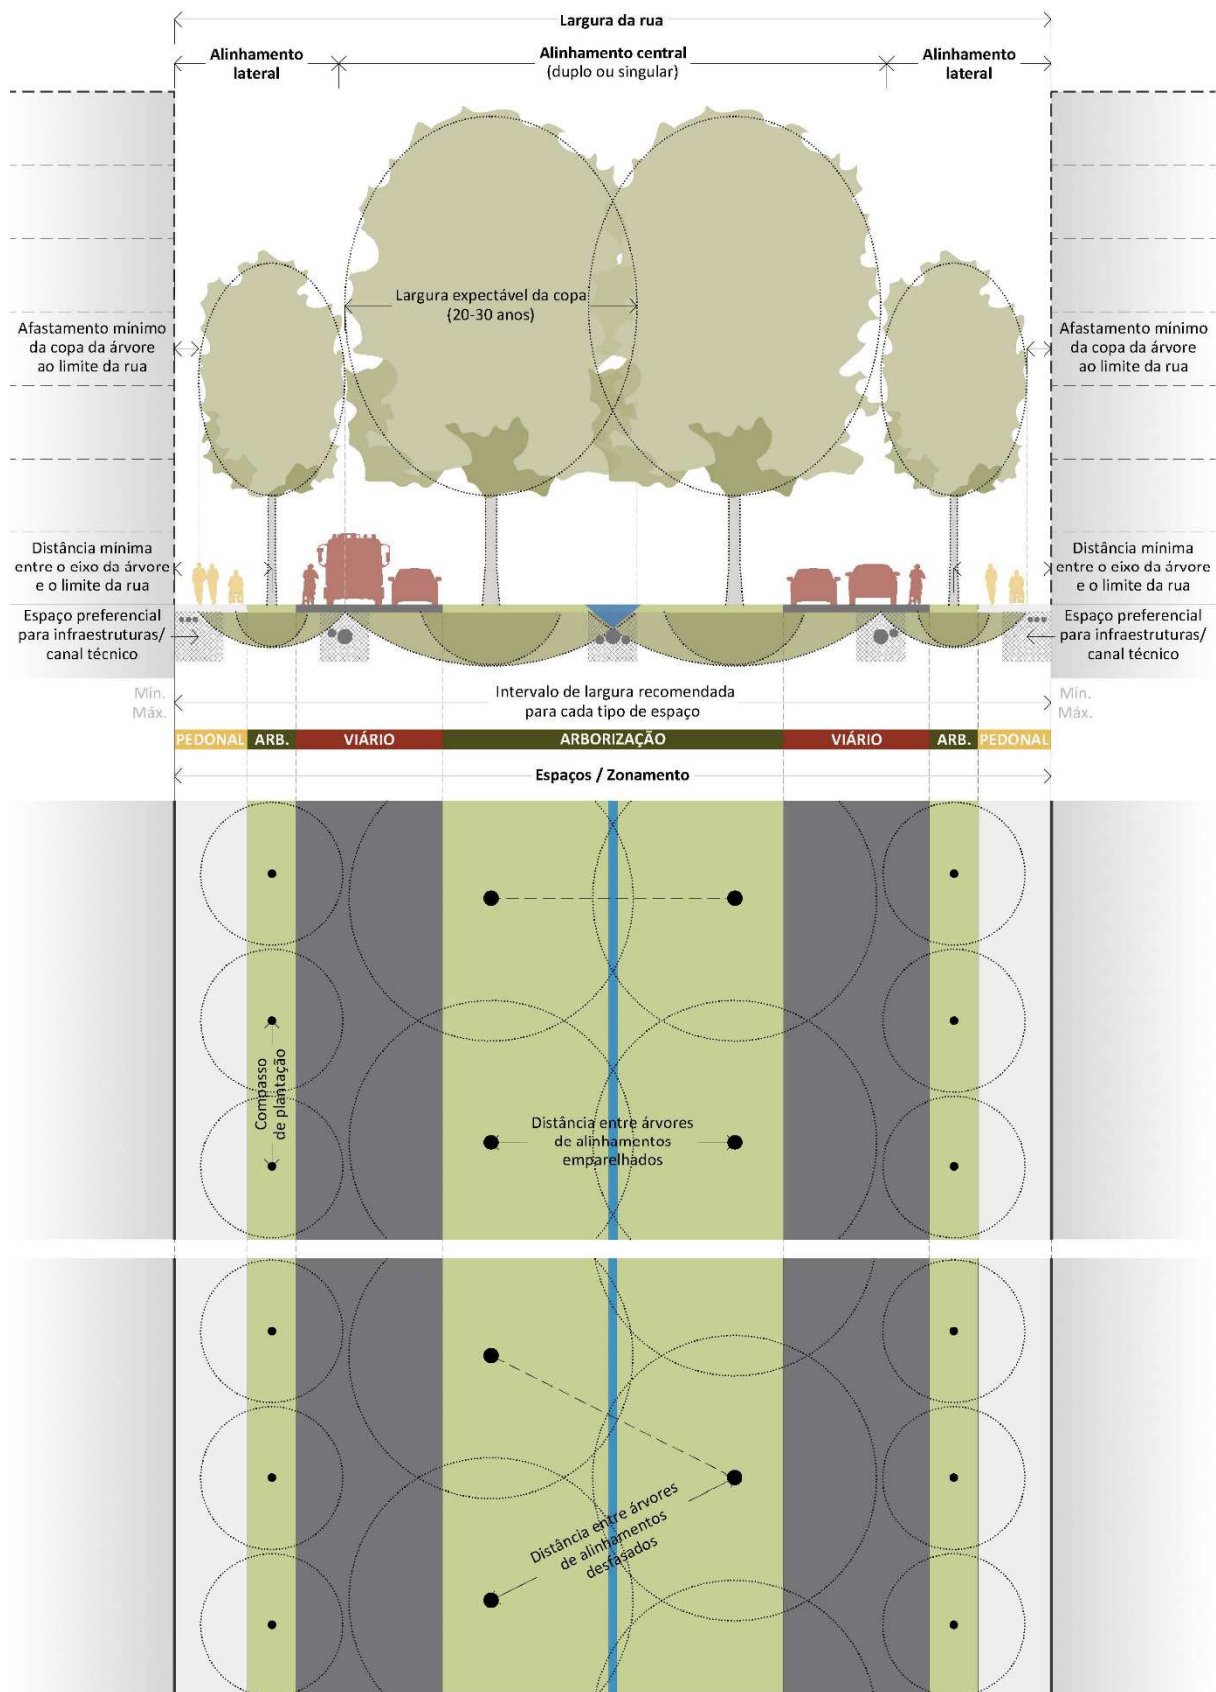 Largura da rua
Alinhamento
lateral
Alinhamento central
(duplo ou singular)
Alinhamento
lateral
Largura expectável da copa
(20-30 anos)
Afastamento mínimo
da copa da árvore
ao limite da rua
Afastamento mínimo
da copa da árvore
ao limite da rua
Distância mínima
entre o eixo da árvore
e o limite da rua
Distância mínima
entre o eixo da árvore
e o limite da rua
Espaço preferencial
para infraestruturas/
canal técnico
Espaço preferencial
para infraestruturas/
canal técnico
Mín.
Máx.
Intervalo de largura recomendada
para cada tipo de espaço
Mín.
Máx.
PEDONAL ARB. VIÁRIO ARBORIZAÇÃO VIÁRIO ARB. PEDONAL
Espaços / Zonamento
Compasso
de plantação
Distância entre árvores
de alinhamentos
emparelhados
Distância entre árvores
de alinhamentos
desfasados